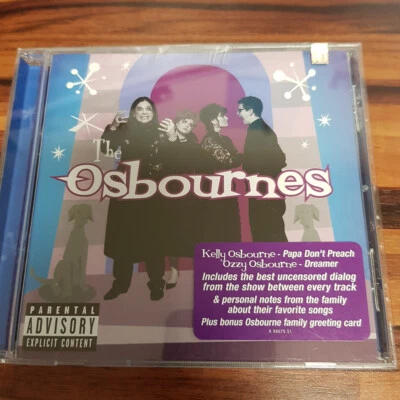 The
Osbournes
Kelly Osbourne - Papa Don't Preach
Ozzy Osbourne - Dreamer
Includes the best uncensored dialog
from the show between every track
& personal notes from the family
about their favorite songs
Plus bonus Osbourne family greeting card
PARENTAL
ADVISORY
EXPLICIT CONTENT